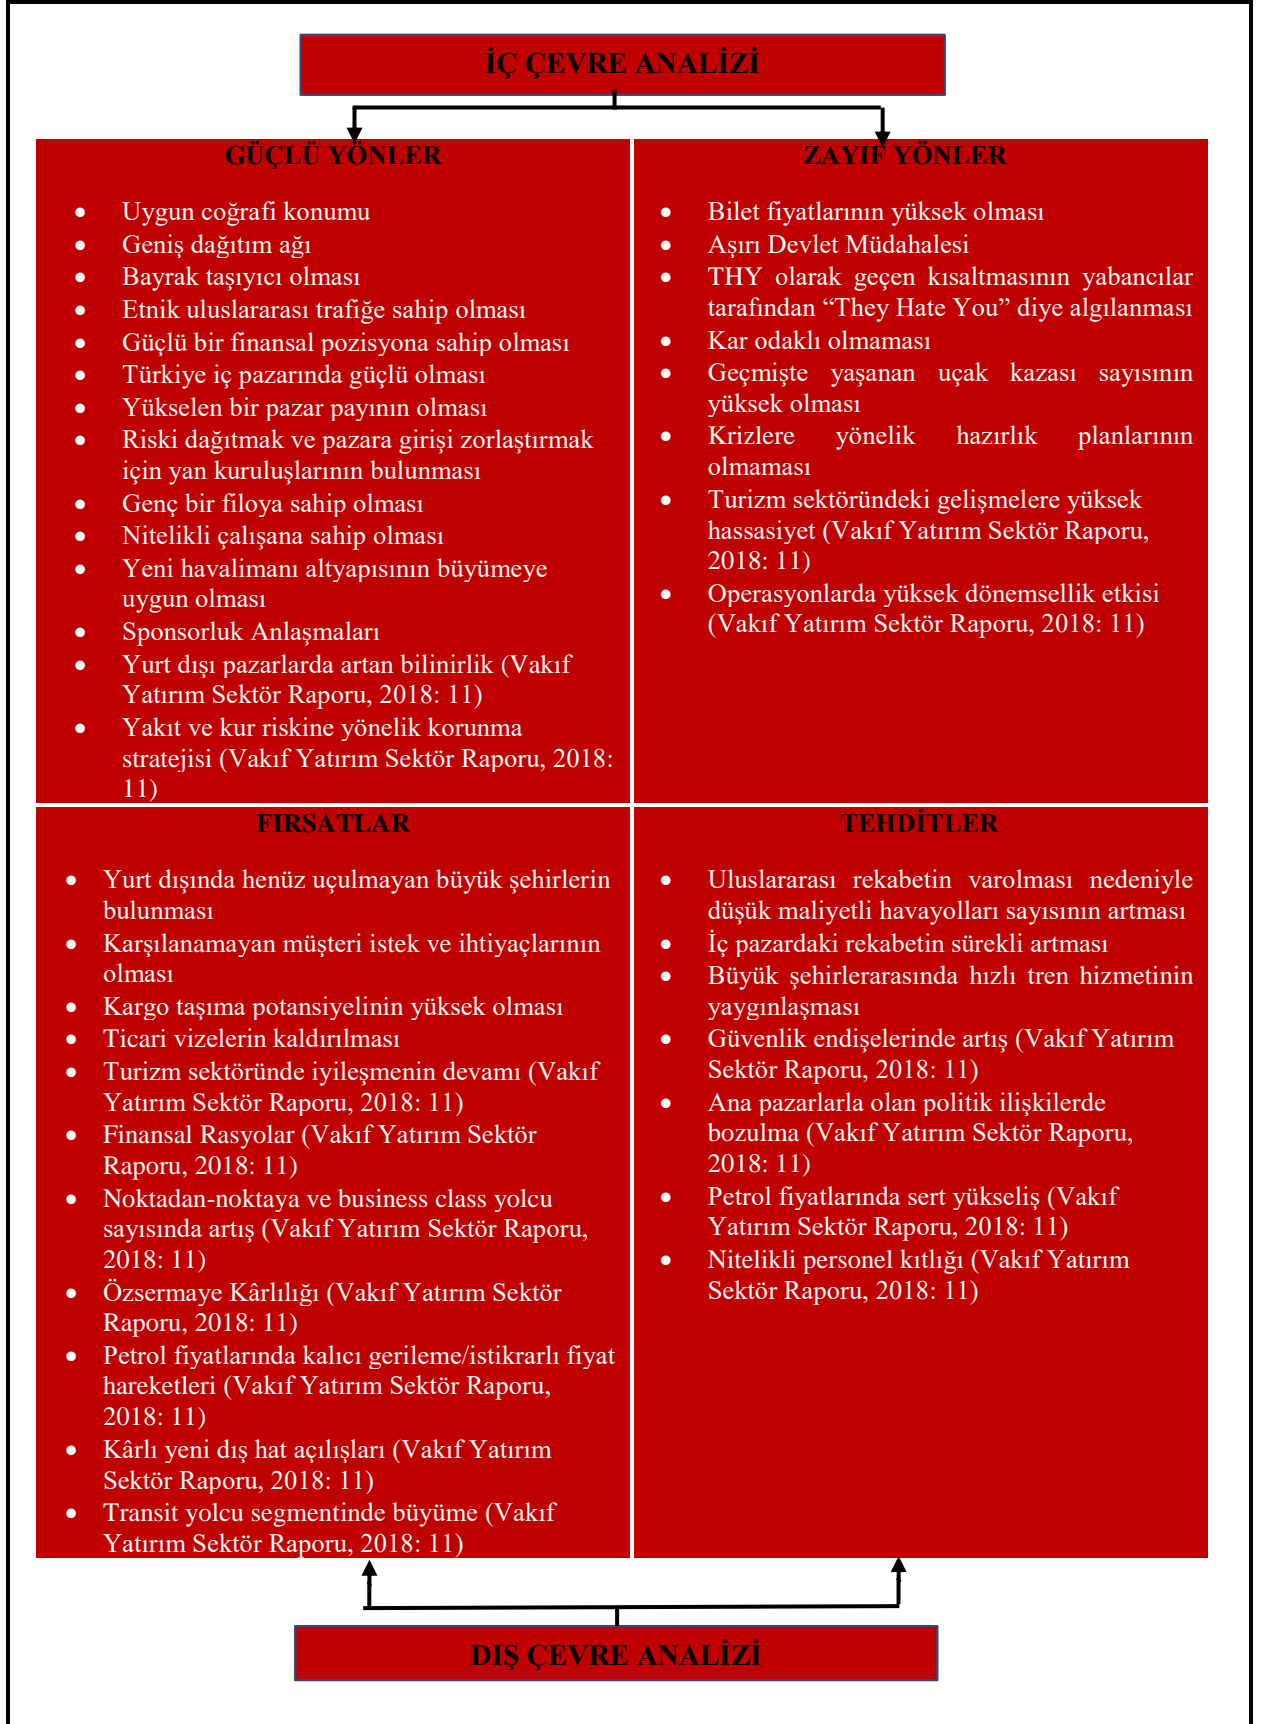 İÇ ÇEVRE ANALİZİ
GÜÇLÜ YÖNLER
• Uygun coğrafi konumu
• Geniş dağıtım ağı
• Bayrak taşıyıcı olması
• Etnik uluslararası trafiğe sahip olması
• Güçlü bir finansal pozisyona sahip olması
• Türkiye iç pazarında güçlü olması
• Yükselen bir pazar payının olması
• Riski dağıtmak ve pazara girişi zorlaştırmak
için yan kuruluşlarının bulunması
• Genç bir filoya sahip olması
• Nitelikli çalışana sahip olması
• Yeni havalimanı altyapısının büyümeye
uygun olması
• Sponsorluk Anlaşmaları
• Yurt dışı pazarlarda artan bilinirlik (Vakıf
Yatırım Sektör Raporu, 2018: 11)
• Yakıt ve kur riskine yönelik korunma
stratejisi (Vakıf Yatırım Sektör Raporu, 2018:
11)
ZAYIF YÖNLER
• Bilet fiyatlarının yüksek olması
• Aşırı Devlet Müdahalesi
• THY olarak geçen kısaltmasının yabancılar
tarafından “They Hate You” diye algılanması
• Kar odaklı olmaması
• Geçmişte yaşanan uçak kazası sayısının
yüksek olması
• Krizlere yönelik hazırlık planlarının
olmaması
• Turizm sektöründeki gelişmelere yüksek
hassasiyet (Vakıf Yatırım Sektör Raporu,
2018: 11)
• Operasyonlarda yüksek dönemsellik etkisi
(Vakıf Yatırım Sektör Raporu, 2018: 11)
FIRSATLAR
• Yurt dışında henüz uçulmayan büyük şehirlerin
bulunması
• Karşılanamayan müşteri istek ve ihtiyaçlarının
olması
• Kargo taşıma potansiyelinin yüksek olması
• Ticari vizelerin kaldırılması
• Turizm sektöründe iyileşmenin devamı (Vakıf
Yatırım Sektör Raporu, 2018: 11)
• Finansal Rasyolar (Vakıf Yatırım Sektör
Raporu, 2018: 11)
• Noktadan-noktaya ve business class yolcu
sayısında artış (Vakıf Yatırım Sektör Raporu,
2018: 11)
• Özsermaye Kârlılığı (Vakıf Yatırım Sektör
Raporu, 2018: 11)
• Petrol fiyatlarında kalıcı gerileme/istikrarlı fiyat
hareketleri (Vakıf Yatırım Sektör Raporu,
2018: 11)
• Kârlı yeni dış hat açılışları (Vakıf Yatırım
Sektör Raporu, 2018: 11)
• Transit yolcu segmentinde büyüme (Vakıf
Yatırım Sektör Raporu, 2018: 11)
TEHDİTLER
• Uluslararası rekabetin varolması nedeniyle
düşük maliyetli havayolları sayısının artması
• İç pazardaki rekabetin sürekli artması
• Büyük şehirlerarasında hızlı tren hizmetinin
yaygınlaşması
• Güvenlik endişelerinde artış (Vakıf Yatırım
Sektör Raporu, 2018: 11)
• Ana pazarlarla olan politik ilişkilerde
bozulma (Vakıf Yatırım Sektör Raporu,
2018: 11)
• Petrol fiyatlarında sert yükseliş (Vakıf
Yatırım Sektör Raporu, 2018: 11)
• Nitelikli personel kıtlığı (Vakıf Yatırım
Sektör Raporu, 2018: 11)
DIŞ ÇEVRE ANALİZİ